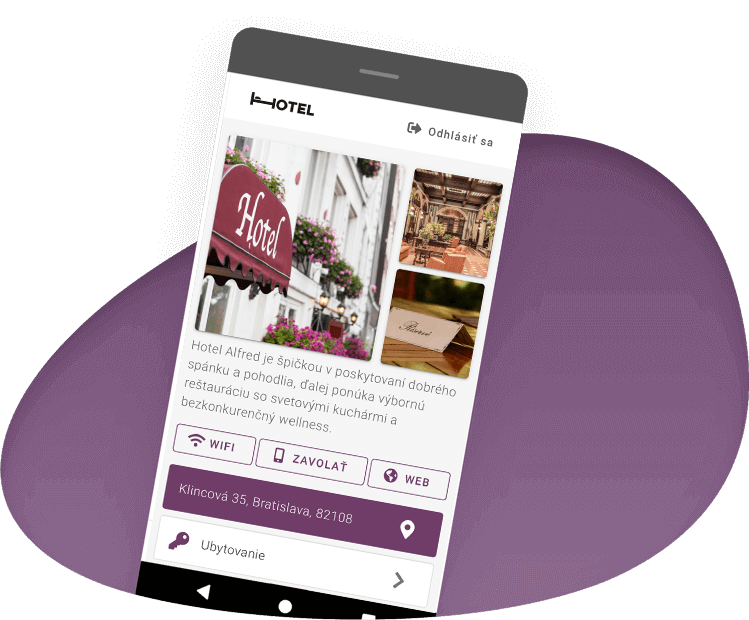 HOTEL
Odhlásiť sa
Hotel
Réservé
Hotel Alfred je špičkou v poskytovaní dobrého
spánku a pohodlia, ďalej ponúka výbornú
reštauráciu so svetovými kuchármi a
bezkonkurenčný wellness.
WIFI
ZAVOLAŤ
WEB
Klincová 35, Bratislava, 82108
Ubytovanie